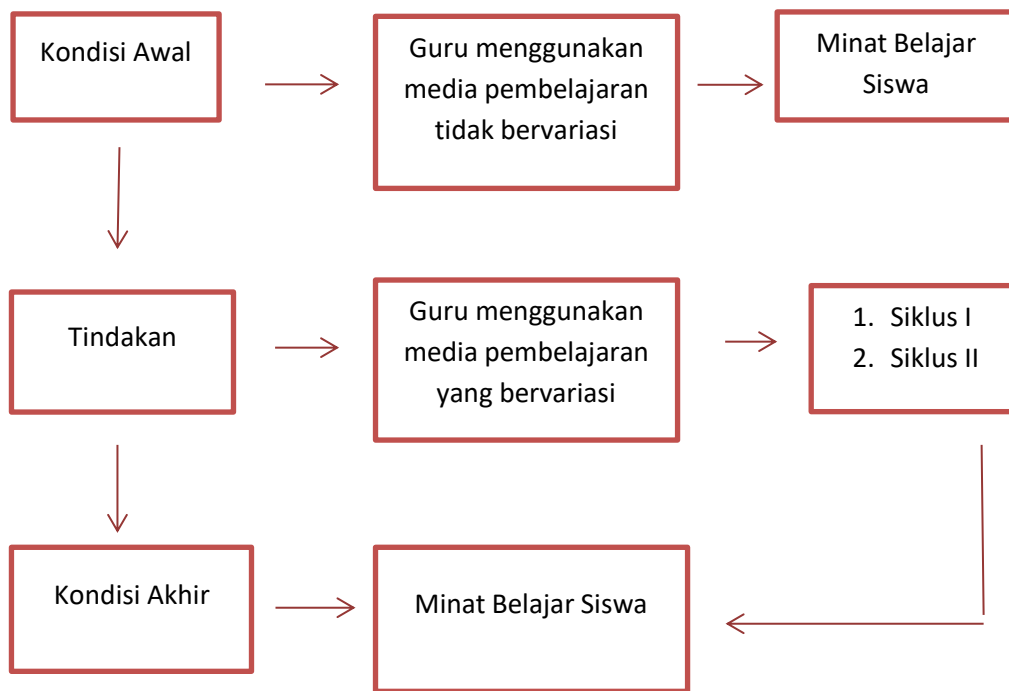 Kondisi Awal
Guru menggunakan
media pembelajaran
tidak bervariasi
Minat Belajar
Siswa
Tindakan
Guru menggunakan
media pembelajaran
yang bervariasi
1. Siklus I
2. Siklus II
Kondisi Akhir
Minat Belajar Siswa